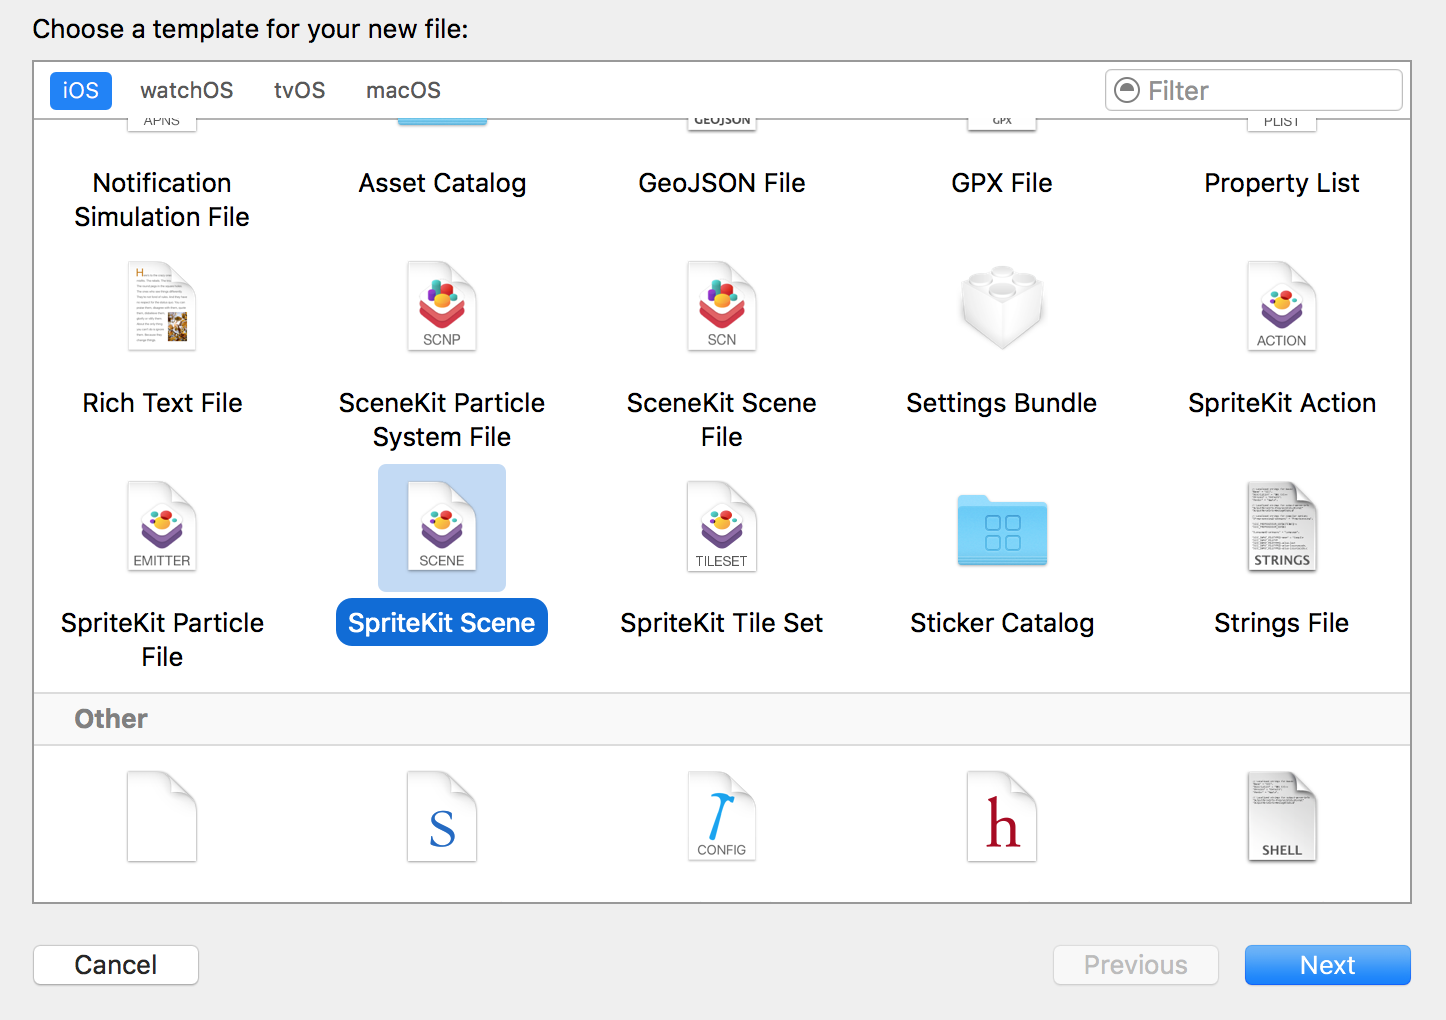 Choose a template for your new file:
iOS watchOS tvOS macOS Filter
APNS GEOJSON GPX PLIST
Notification Simulation File
Asset Catalog
GeoJSON File
GPX File
Property List
SCNP SCN ACTION
Rich Text File
SceneKit Particle System File
SceneKit Scene File
Settings Bundle
SpriteKit Action
EMITTER SCENE TILESET STRINGS
SpriteKit Particle File
SpriteKit Scene
SpriteKit Tile Set
Sticker Catalog
Strings File
Other
S CONFIG h SHELL
Cancel Previous Next